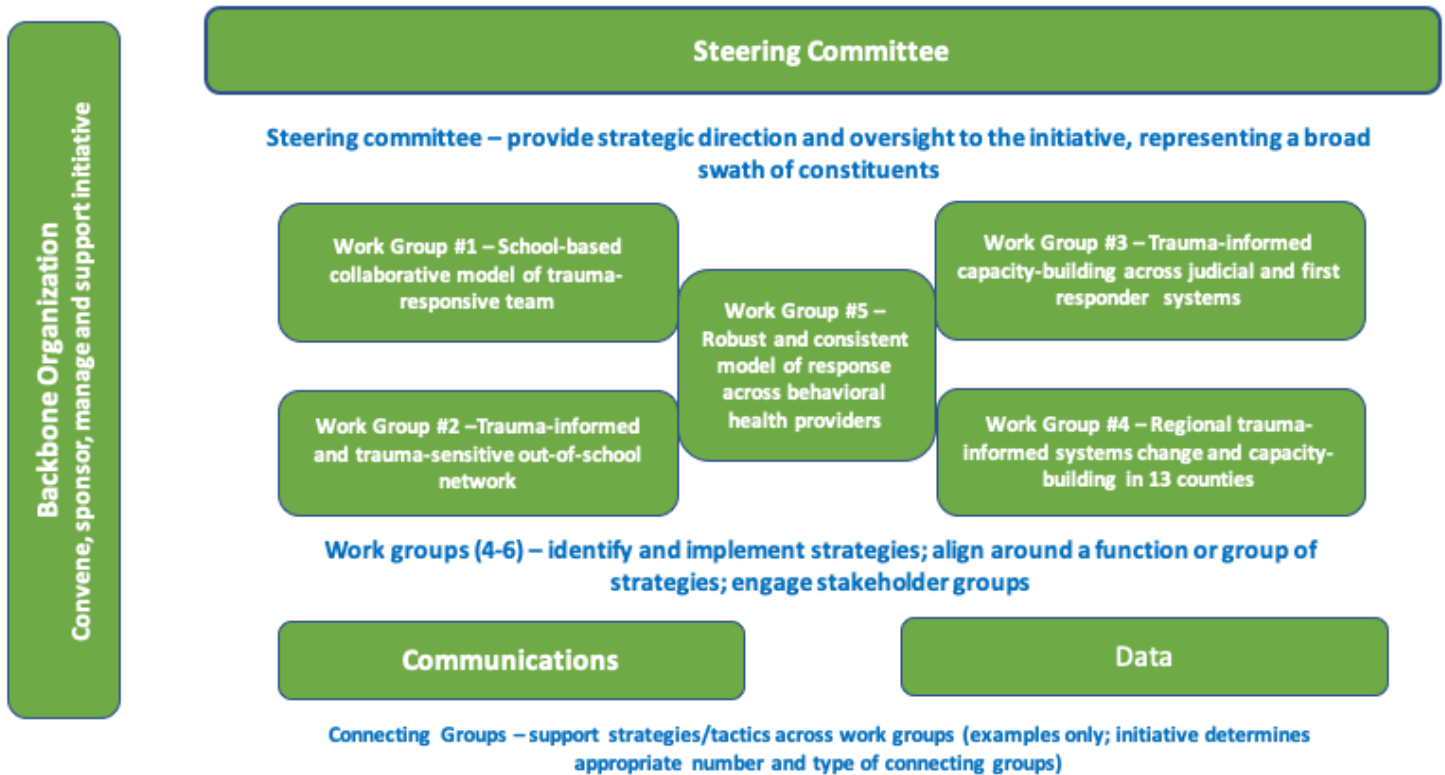 Backbone Organization
Convene, sponsor, manage and support initiative
Steering Committee
Steering committee – provide strategic direction and oversight to the initiative, representing a broad
swath of constituents
Work Group #1 – School-based
collaborative model of trauma-
responsive team
Work Group #2 –Trauma-informed
and trauma-sensitive out-of-school
network
Work Group #5 –
Robust and consistent
model of response
across behavioral
health providers
Work Group #3 – Trauma-informed
capacity-building across judicial and first
responder systems
Work Group #4 – Regional trauma-
informed systems change and capacity-
building in 13 counties
Work groups (4-6) – identify and implement strategies; align around a function or group of
strategies; engage stakeholder groups
Communications
Data
Connecting Groups – support strategies/tactics across work groups (examples only; initiative determines
appropriate number and type of connecting groups)